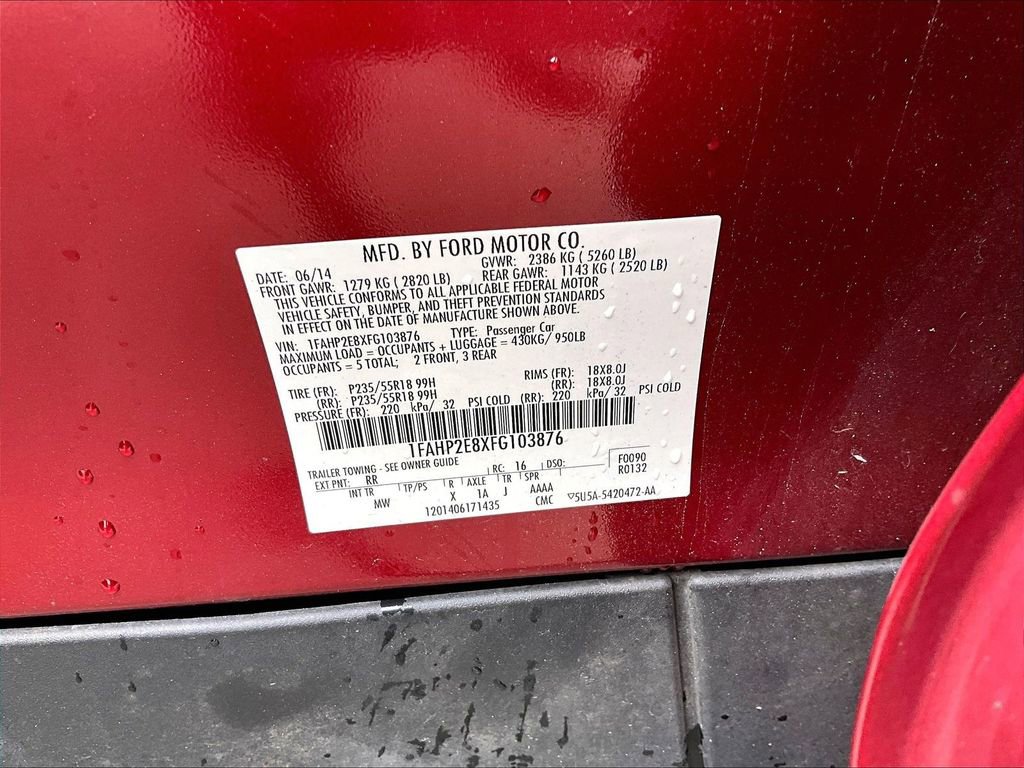 MFD. BY FORD MOTOR CO.
DATE: 06/14 GVWR: 2386 KG ( 5260 LB)
FRONT GAWR: 1279 KG ( 2820 LB) REAR GAWR: 1143 KG ( 2520 LB)
THIS VEHICLE CONFORMS TO ALL APPLICABLE FEDERAL MOTOR
VEHICLE SAFETY, BUMPER, AND THEFT PREVENTION STANDARDS
IN EFFECT ON THE DATE OF MANUFACTURE SHOWN ABOVE.
VIN: 1FAHP2E8XFG103876 TYPE: Passenger Car
MAXIMUM LOAD = OCCUPANTS + LUGGAGE = 430KG/ 950LB
OCCUPANTS = 5 TOTAL; 2 FRONT, 3 REAR
TIRE (FR): P235/55R18 99H RIMS (FR): 18X8.0J
(RR): P235/55R18 99H (RR): 18X8.0J
PRESSURE (FR): 220 kPa/ 32 PSI COLD (RR): 220 kPa/ 32 PSI COLD
1FAHP2E8XFG103876
TRAILER TOWING - SEE OWNER GUIDE F0090
EXT PNT: RR RC: 16 DSO: R0132
INT TR TP/PS R AXLE TR SPR
MW X 1A J AAAA
1201406171435 CMC ▽5U5A-5420472-AA